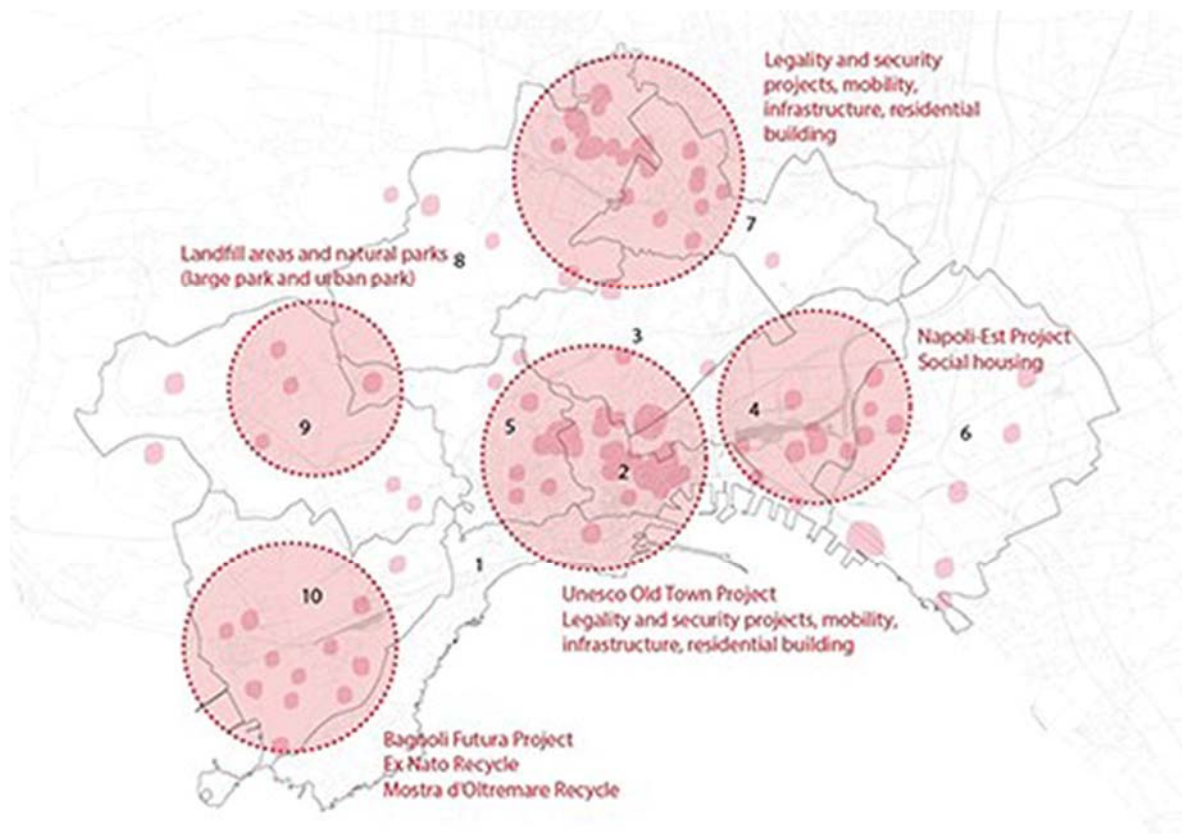 Legality and security
projects, mobility,
infrastructure, residential
building
7
Landfill areas and natural parks
(large park and urban park)
8
3
Napoli-Est Project
Social housing
4
5
9
6
2
1
10
Unesco Old Town Project
Legality and security projects, mobility,
infrastructure, residential building
Bagnoli Futura Project
Ex Nato Recycle
Mostra d'Oltremare Recycle